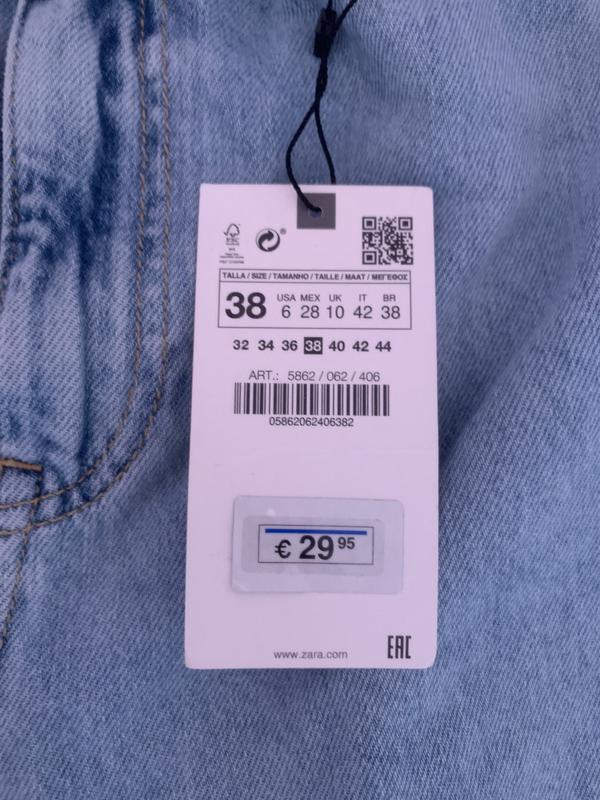 FSC
®
TALLA / SIZE / TAMANHO / TAILLE / MAAT / ΜΕΓΕΘΟΣ
38 USA MEX UK IT BR
6 28 10 42 38
32 34 36 38 40 42 44
ART.: 5862 / 062 / 406
05862062406382
€ 29 95
www.zara.com EAC